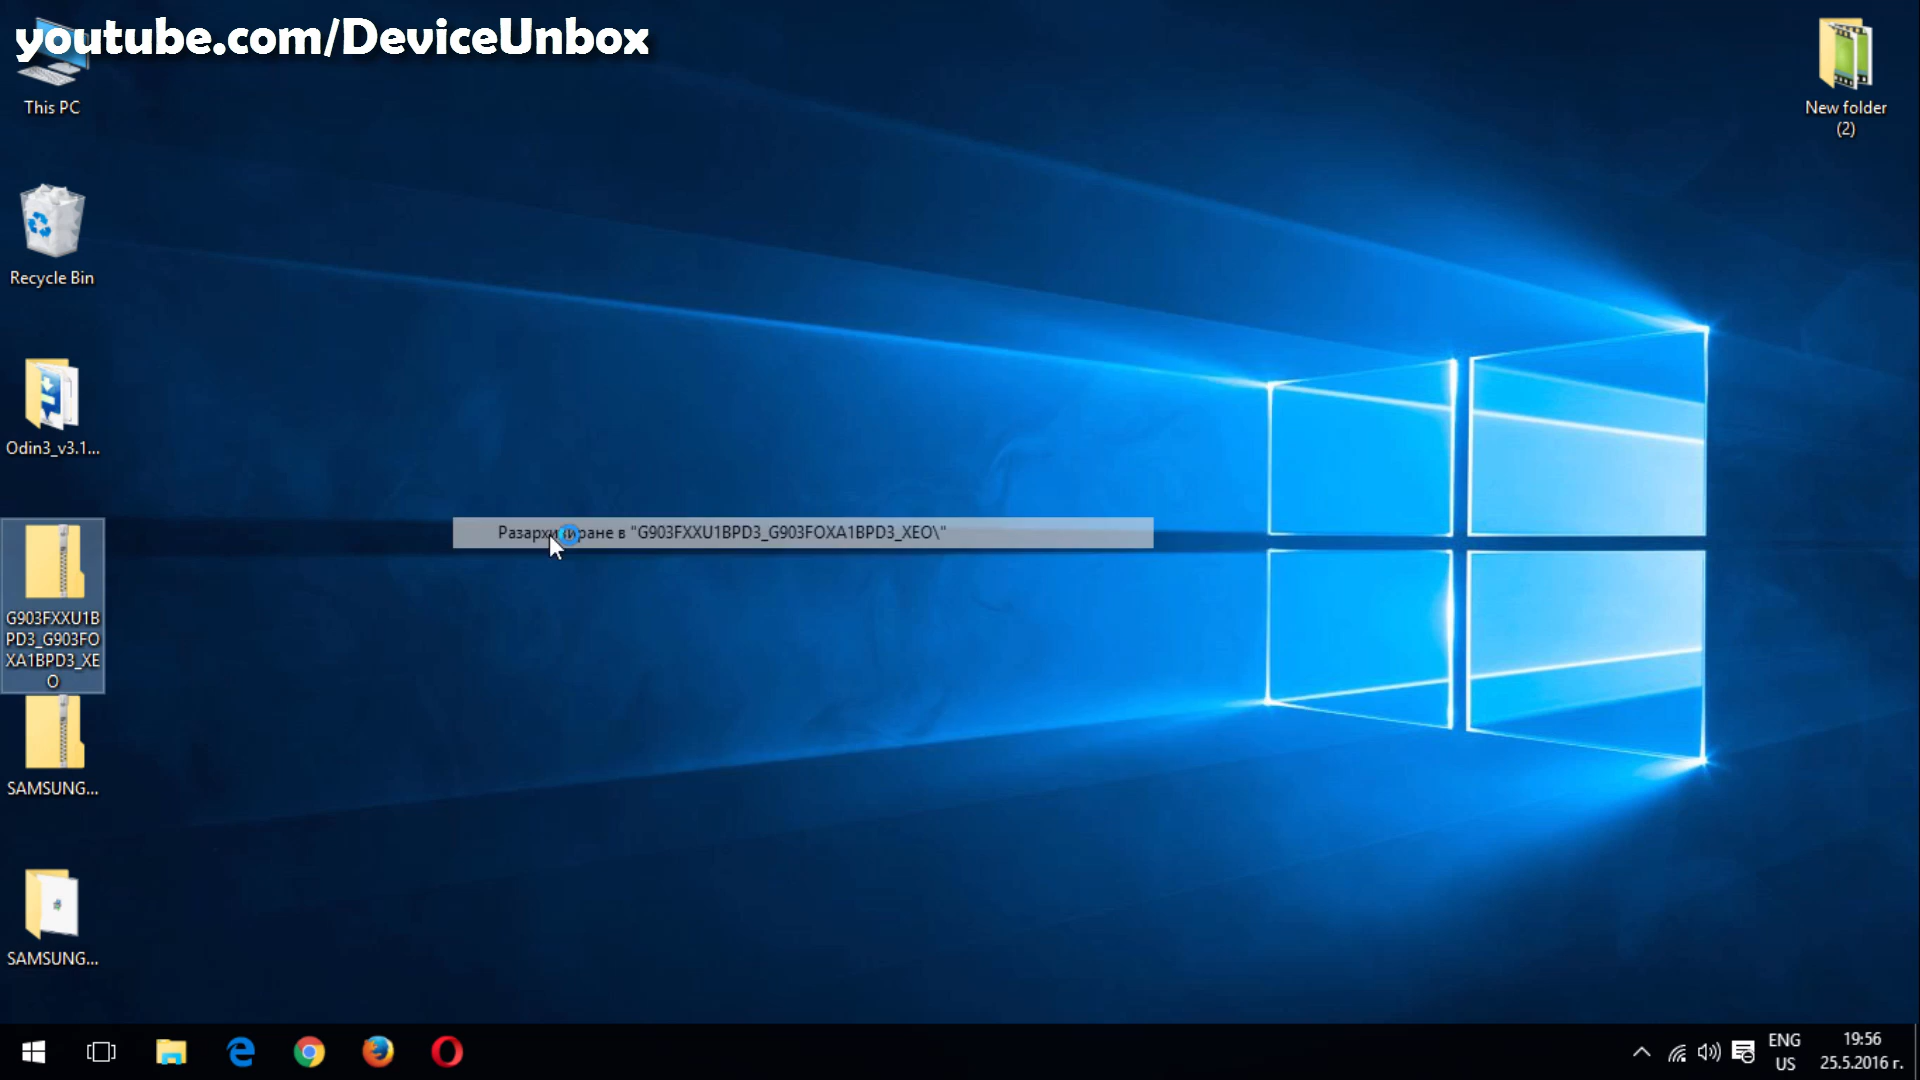 youtube.com/DeviceUnbox
This PC
New folder
(2)
Recycle Bin
Odin3_v3.1...
Разархивиране в "G903FXXU1BPD3_G903FOXA1BPD3_XEO\"
G903FXXU1B
PD3_G903FO
XA1BPD3_XE
O
SAMSUNG...
SAMSUNG...
ENG
US
19:56
25.5.2016 г.